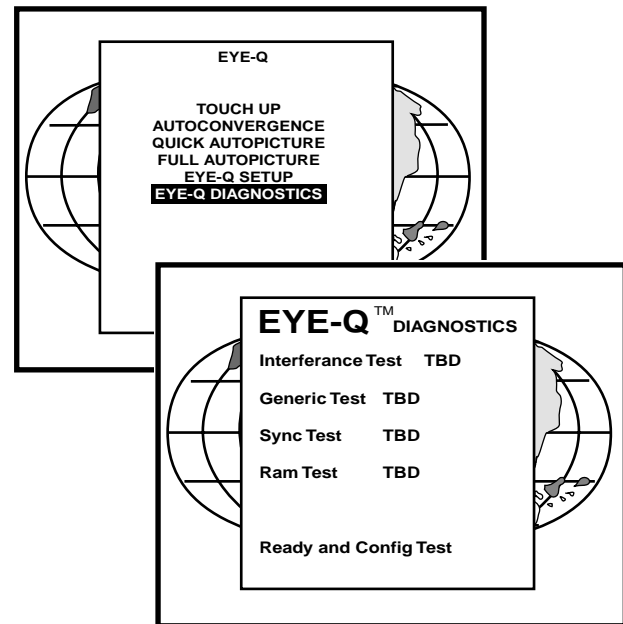 EYE-Q
TOUCH UP
AUTOCONVERGENCE
QUICK AUTOPICTURE
FULL AUTOPICTURE
EYE-Q SETUP
EYE-Q DIAGNOSTICS
EYE-Q™ DIAGNOSTICS
Interferance Test TBD
Generic Test TBD
Sync Test TBD
Ram Test TBD
Ready and Config Test